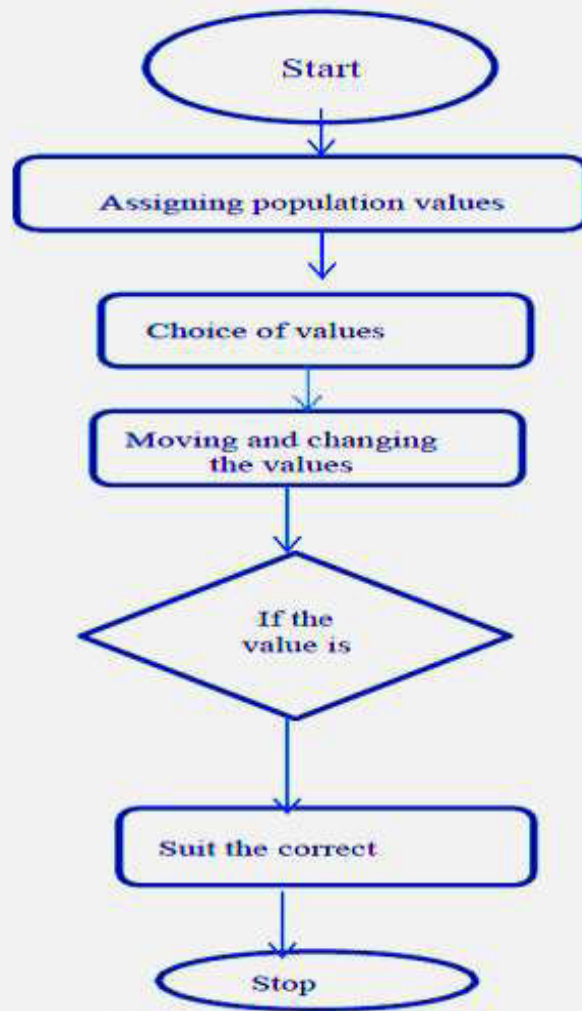 Start
Assigning population values
Choice of values
Moving and changing
the values
If the
value is
Suit the correct
Stop